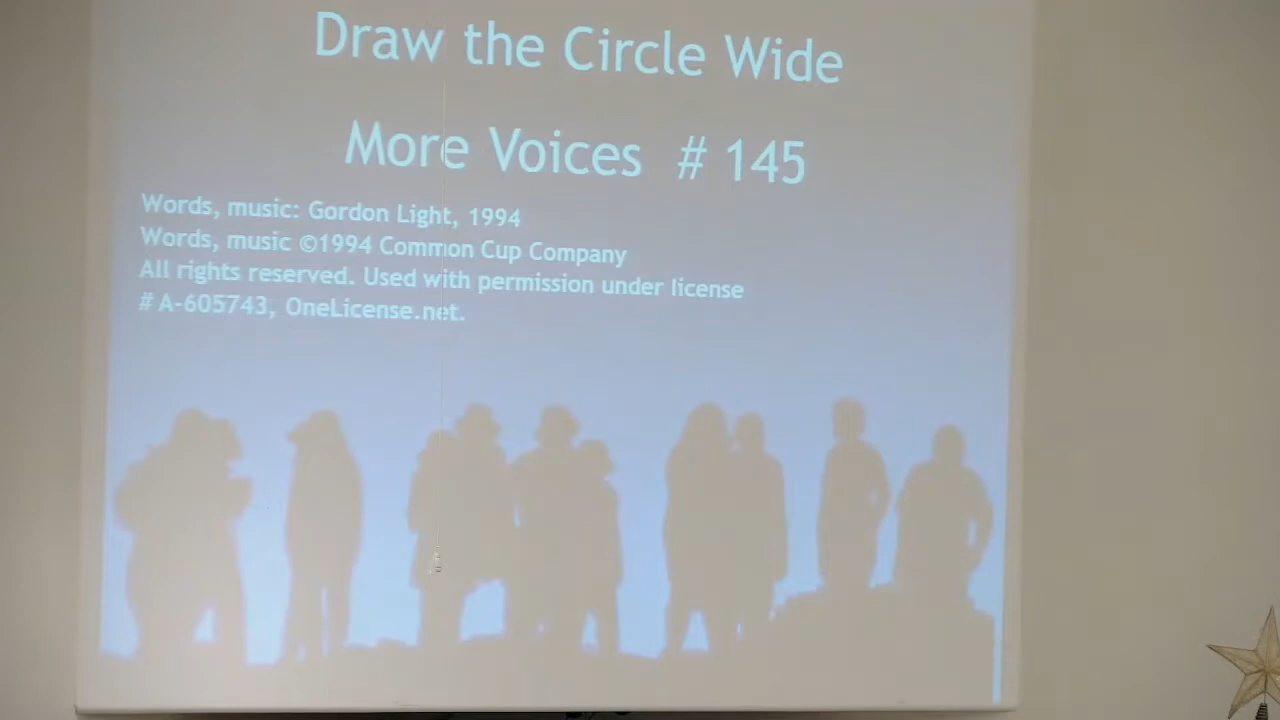 Draw the Circle Wide
More Voices # 145
Words, music: Gordon Light, 1994
Words, music ©1994 Common Cup Company
All rights reserved. Used with permission under license
# A-605743, OneLicense.net.